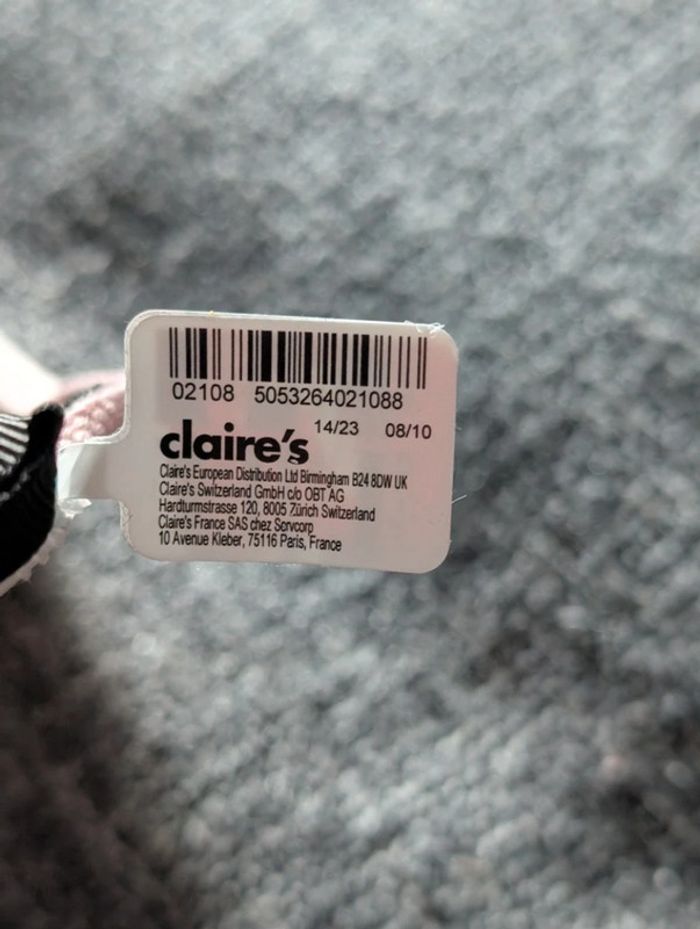 02108 5053264021088
14/23 08/10
claire's
Claire's European Distribution Ltd Birmingham B24 8DW UK
Claire's Switzerland GmbH c/o OBT AG
Hardturmstrasse 120, 8005 Zürich Switzerland
Claire's France SAS chez Servcorp
10 Avenue Kleber, 75116 Paris, France